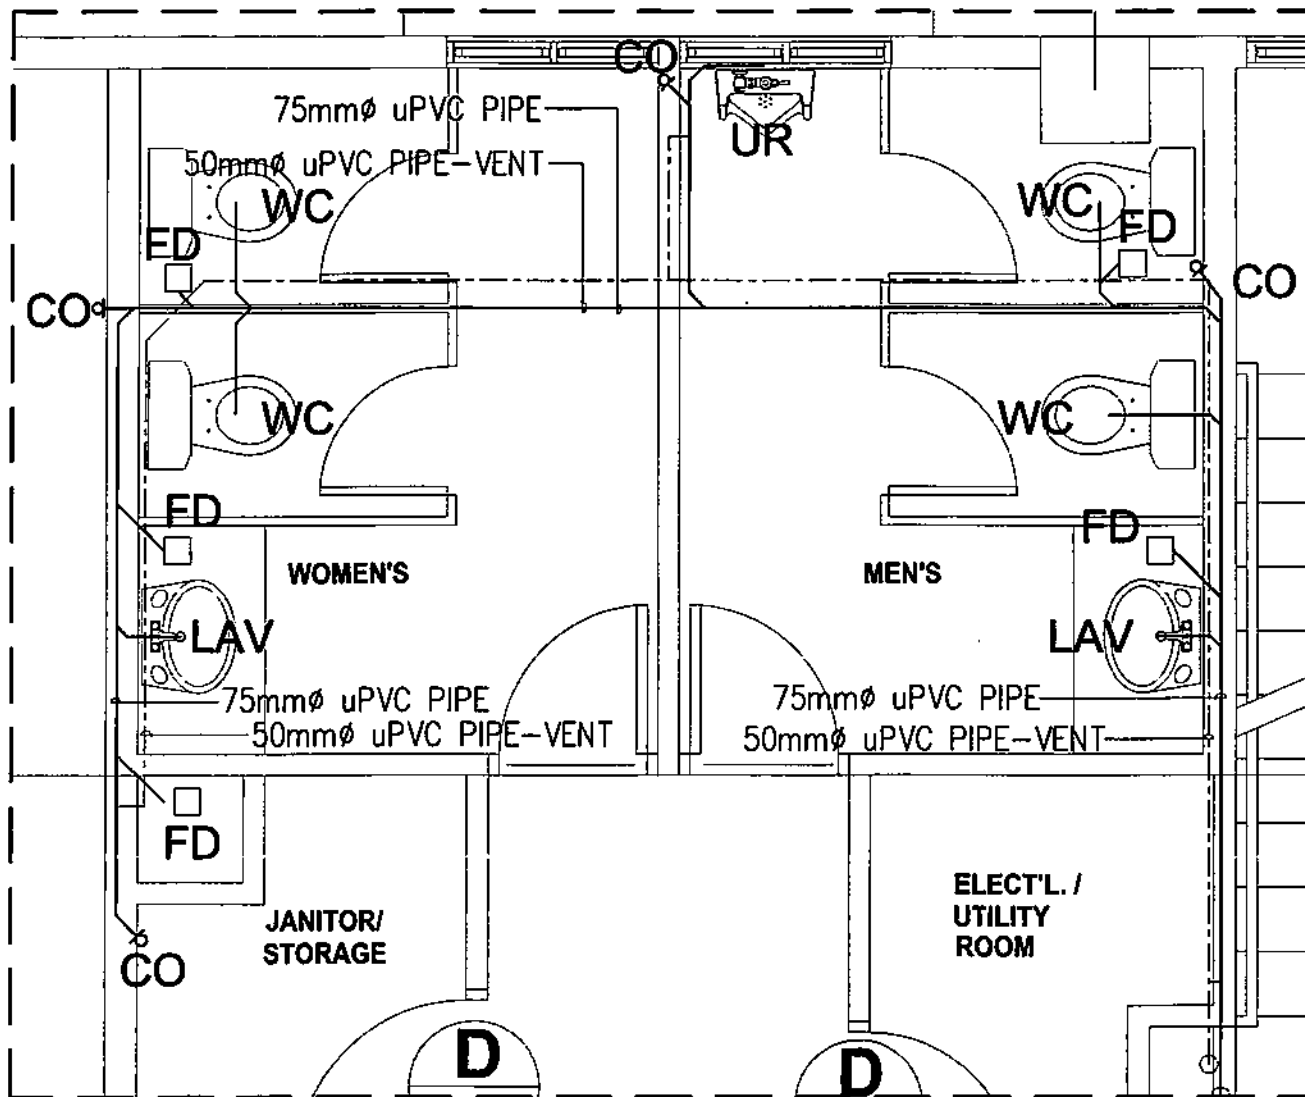 CO
75mmø uPVC PIPE
UR
50mmø uPVC PIPE-VENT
WC
WC
FD
FD
CO
CO
WC
WC
FD
FD
WOMEN'S
MEN'S
LAV
LAV
75mmø uPVC PIPE
75mmø uPVC PIPE
50mmø uPVC PIPE-VENT
50mmø uPVC PIPE-VENT
FD
ELECT'L. /
UTILITY
ROOM
JANITOR/
STORAGE
CO
D
D